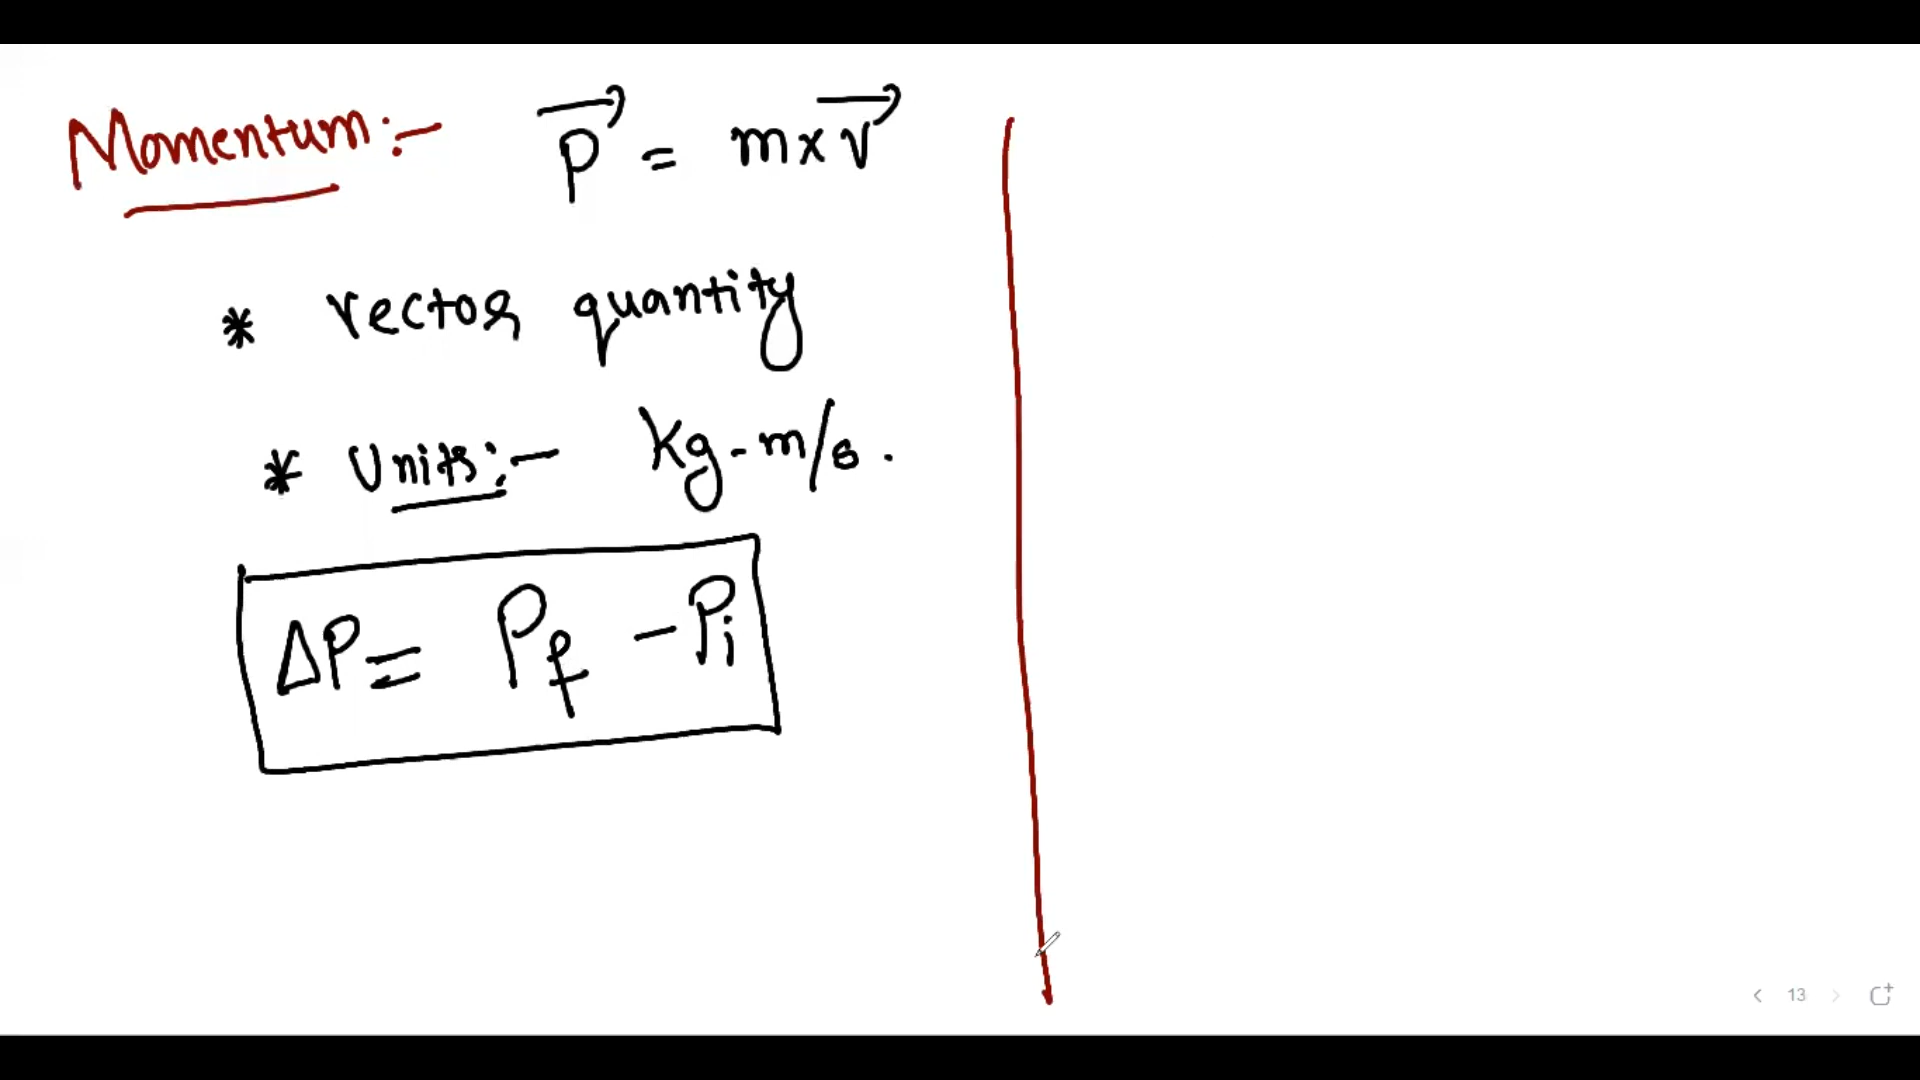 Momentum:- p⃗ = m x v⃗
* vector quantity
* Units:- kg-m/s.
ΔP = Pf - Pi
13